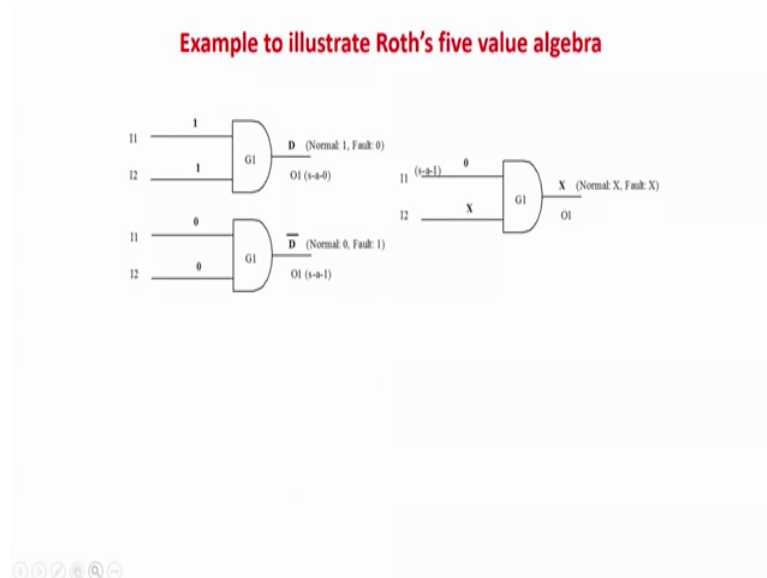 Example to illustrate Roth's five value algebra
1
I1
G1
D (Normal: 1, Fault: 0)
1
I2
O1 (s-a-0)
0
I1
G1
D (Normal: 0, Fault: 1)
0
I2
O1 (s-a-1)
(s-a-1) 0
I1
G1
X (Normal: X, Fault: X)
X
I2
O1